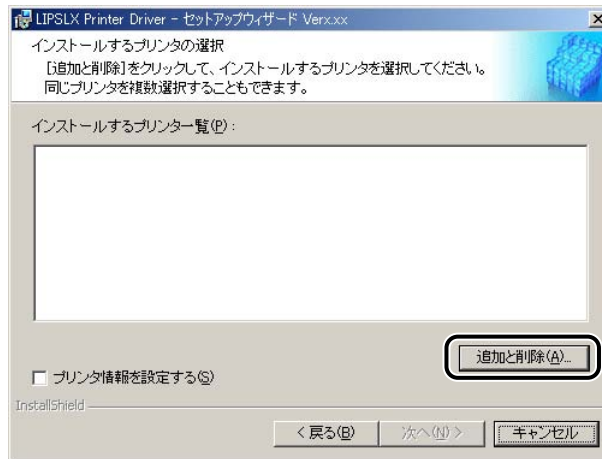 LIPSLX Printer Driver - セットアップウィザード Verx.xx
インストールするプリンタの選択
[追加と削除]をクリックして、インストールするプリンタを選択してください。
同じプリンタを複数選択することもできます。
インストールするプリンター覧(P):
追加と削除(A)...
プリンタ情報を設定する(S)
InstallShield
< 戻る(B)
次へ(N) >
キャンセル